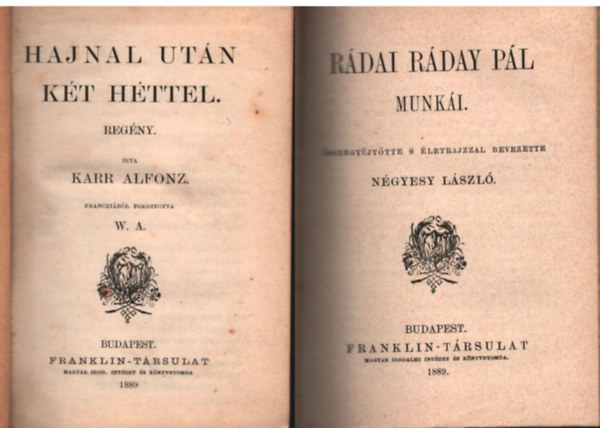 HAJNAL UTÁN
KÉT HÉTTEL.
REGÉNY.
IRTA
KARR ALFONZ.
FRANCZIÁBÓL FORDITOTTA
W. A.
BUDAPEST.
FRANKLIN-TÁRSULAT
MAGYAR IROD. INTÉZET ÉS KÖNYVNYOMDA
1889
RÁDAI RÁDAY PÁL
MUNKÁI.
ÖSSZEGYŰJTÖTTE S ÉLETRAJZZAL BEVEZETTE
NÉGYESY LÁSZLÓ.
BUDAPEST.
FRANKLIN-TÁRSULAT
MAGYAR IRODALMI INTÉZET ÉS KÖNYVNYOMDA.
1889.